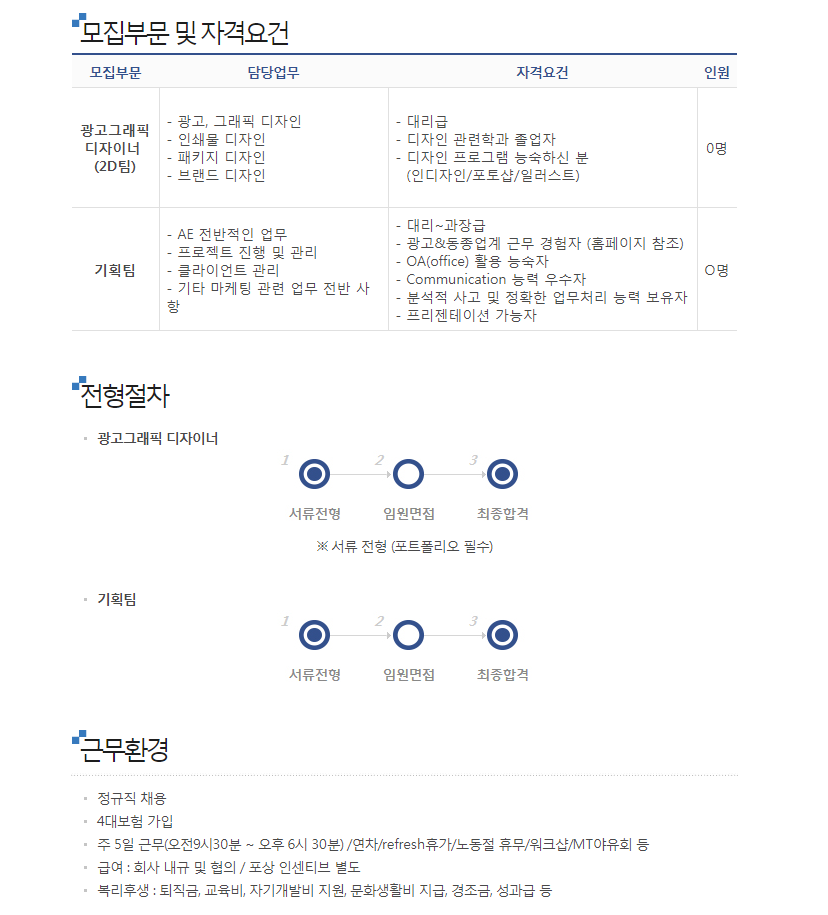 모집부문 및 자격요건
모집부문 담당업무 자격요건 인원
광고그래픽
디자이너
(2D팀)
- 광고, 그래픽 디자인
- 인쇄물 디자인
- 패키지 디자인
- 브랜드 디자인
- 대리급
- 디자인 관련학과 졸업자
- 디자인 프로그램 능숙하신 분
(인디자인/포토샵/일러스트)
0명
기획팀
- AE 전반적인 업무
- 프로젝트 진행 및 관리
- 클라이언트 관리
- 기타 마케팅 관련 업무 전반 사
항
- 대리~과장급
- 광고&동종업계 근무 경험자 (홈페이지 참조)
- OA(office) 활용 능숙자
- Communication 능력 우수자
- 분석적 사고 및 정확한 업무처리 능력 보유자
- 프리젠테이션 가능자
O명
전형절차
광고그래픽 디자이너
1 2 3
서류전형 임원면접 최종합격
※ 서류 전형 (포트폴리오 필수)
기획팀
1 2 3
서류전형 임원면접 최종합격
근무환경
정규직 채용
4대보험 가입
주 5일 근무(오전9시30분 ~ 오후 6시 30분) /연차/refresh휴가/노동절 휴무/워크샵/MT야유회 등
급여 : 회사 내규 및 협의 / 포상 인센티브 별도
복리후생 : 퇴직금, 교육비, 자기개발비 지원, 문화생활비 지급, 경조금, 성과급 등